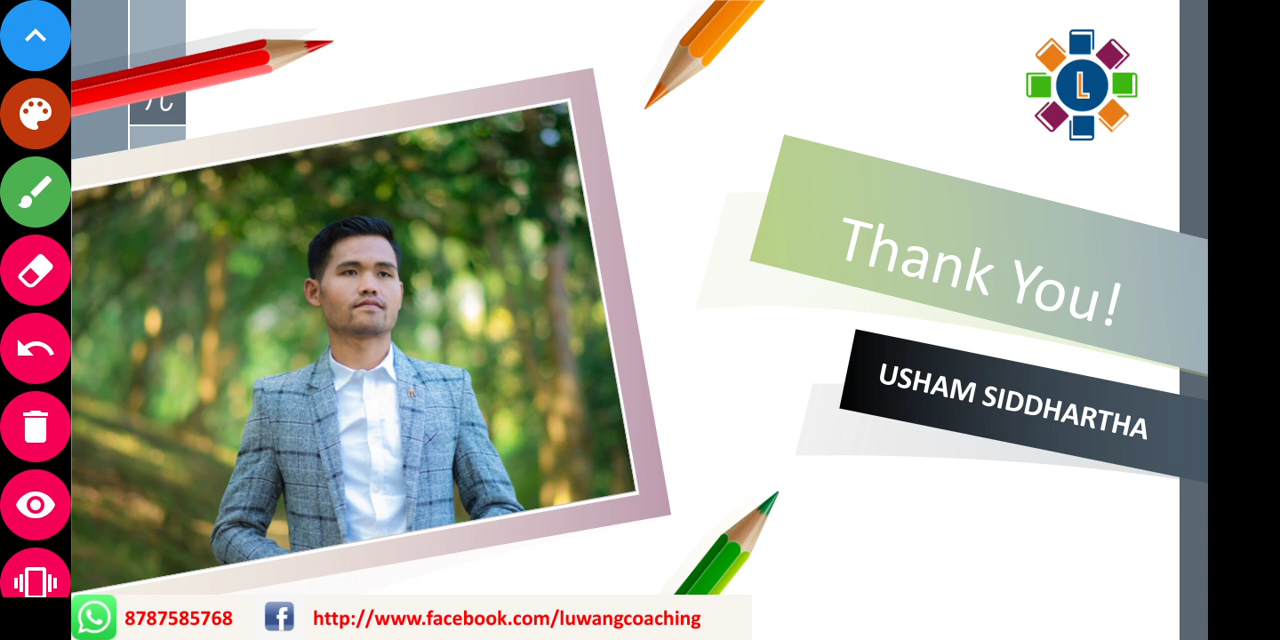 π
L
Thank You!
USHAM SIDDHARTHA
8787585768
http://www.facebook.com/luwangcoaching